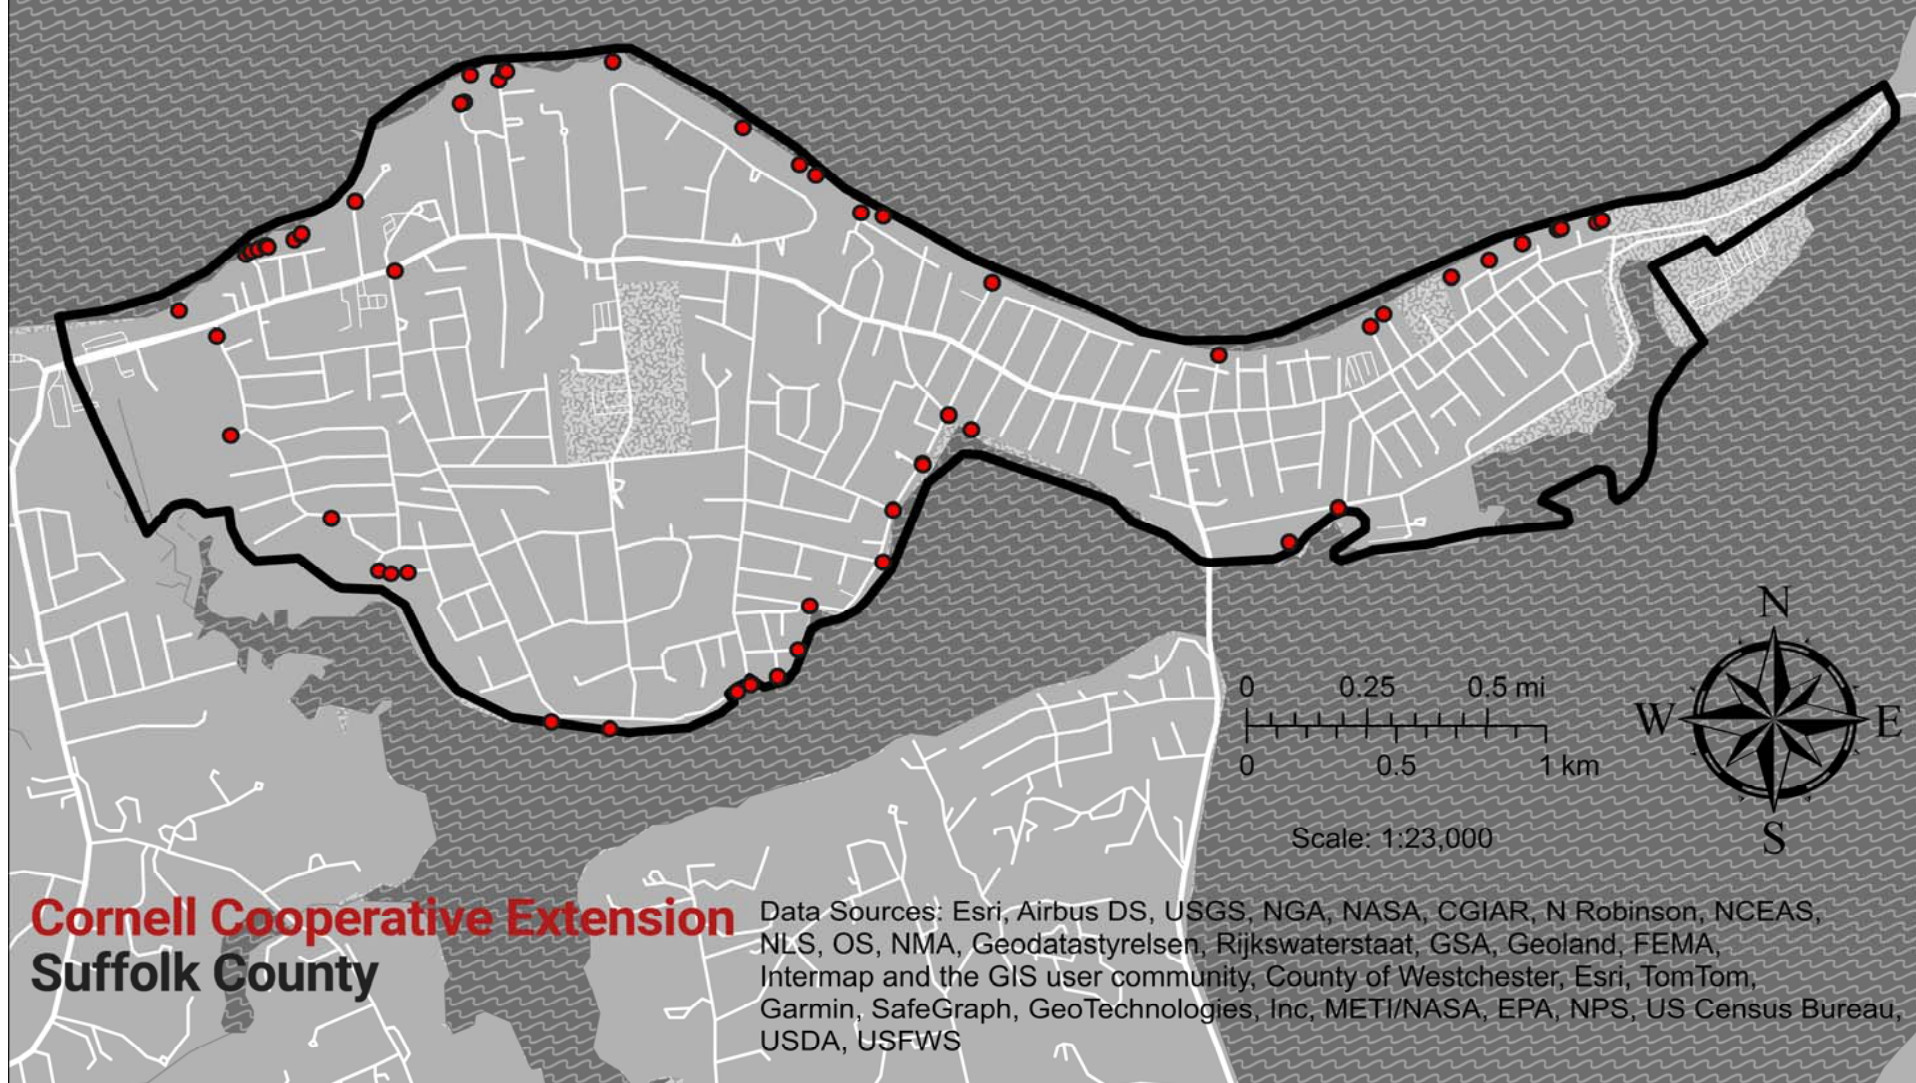 N
W E
S
0 0.25 0.5 mi
0 0.5 1 km
Scale: 1:23,000
Cornell Cooperative Extension
Suffolk County
Data Sources: Esri, Airbus DS, USGS, NGA, NASA, CGIAR, N Robinson, NCEAS,
NLS, OS, NMA, Geodatastyrelsen, Rijkswaterstaat, GSA, Geoland, FEMA,
Intermap and the GIS user community, County of Westchester, Esri, TomTom,
Garmin, SafeGraph, GeoTechnologies, Inc, METI/NASA, EPA, NPS, US Census Bureau,
USDA, USFWS